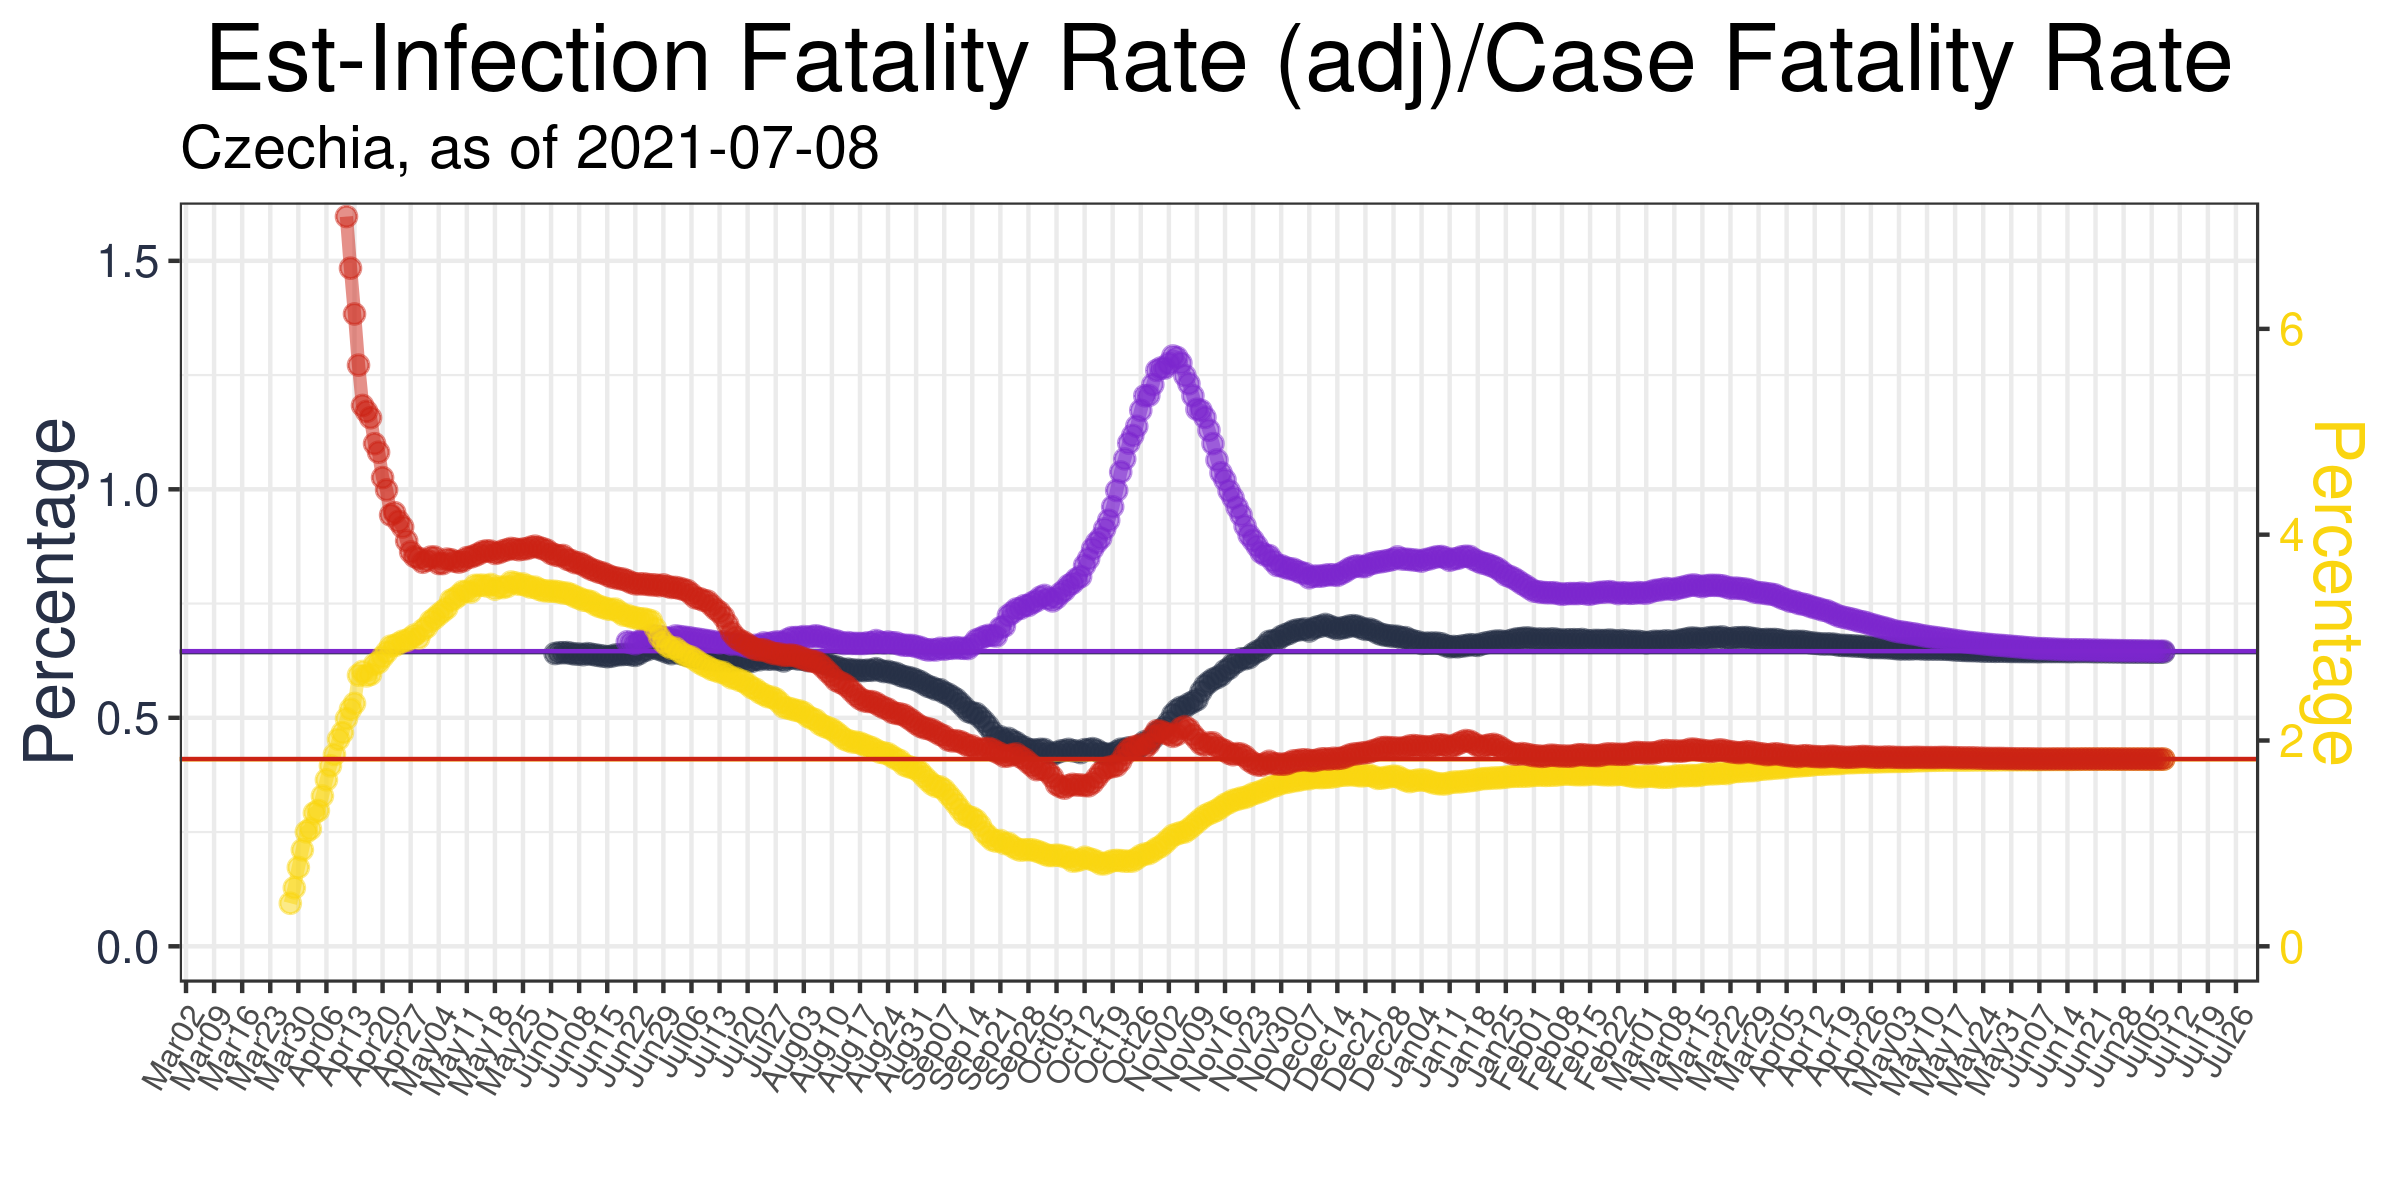 Est-Infection Fatality Rate (adj)/Case Fatality Rate
Czechia, as of 2021-07-08
Percentage
1.5
1.0
0.5
0.0
6
4
2
0
Percentage
Mar02
Mar09
Mar16
Mar23
Mar30
Apr06
Apr13
Apr20
Apr27
May04
May11
May18
May25
Jun01
Jun08
Jun15
Jun22
Jun29
Jul06
Jul13
Jul20
Jul27
Aug03
Aug10
Aug17
Aug24
Aug31
Sep07
Sep14
Sep21
Sep28
Oct05
Oct12
Oct19
Oct26
Nov02
Nov09
Nov16
Nov23
Nov30
Dec07
Dec14
Dec21
Dec28
Jan04
Jan11
Jan18
Jan25
Feb01
Feb08
Feb15
Feb22
Mar01
Mar08
Mar15
Mar22
Mar29
Apr05
Apr12
Apr19
Apr26
May03
May10
May17
May24
May31
Jun07
Jun14
Jun21
Jun28
Jul05
Jul12
Jul19
Jul26